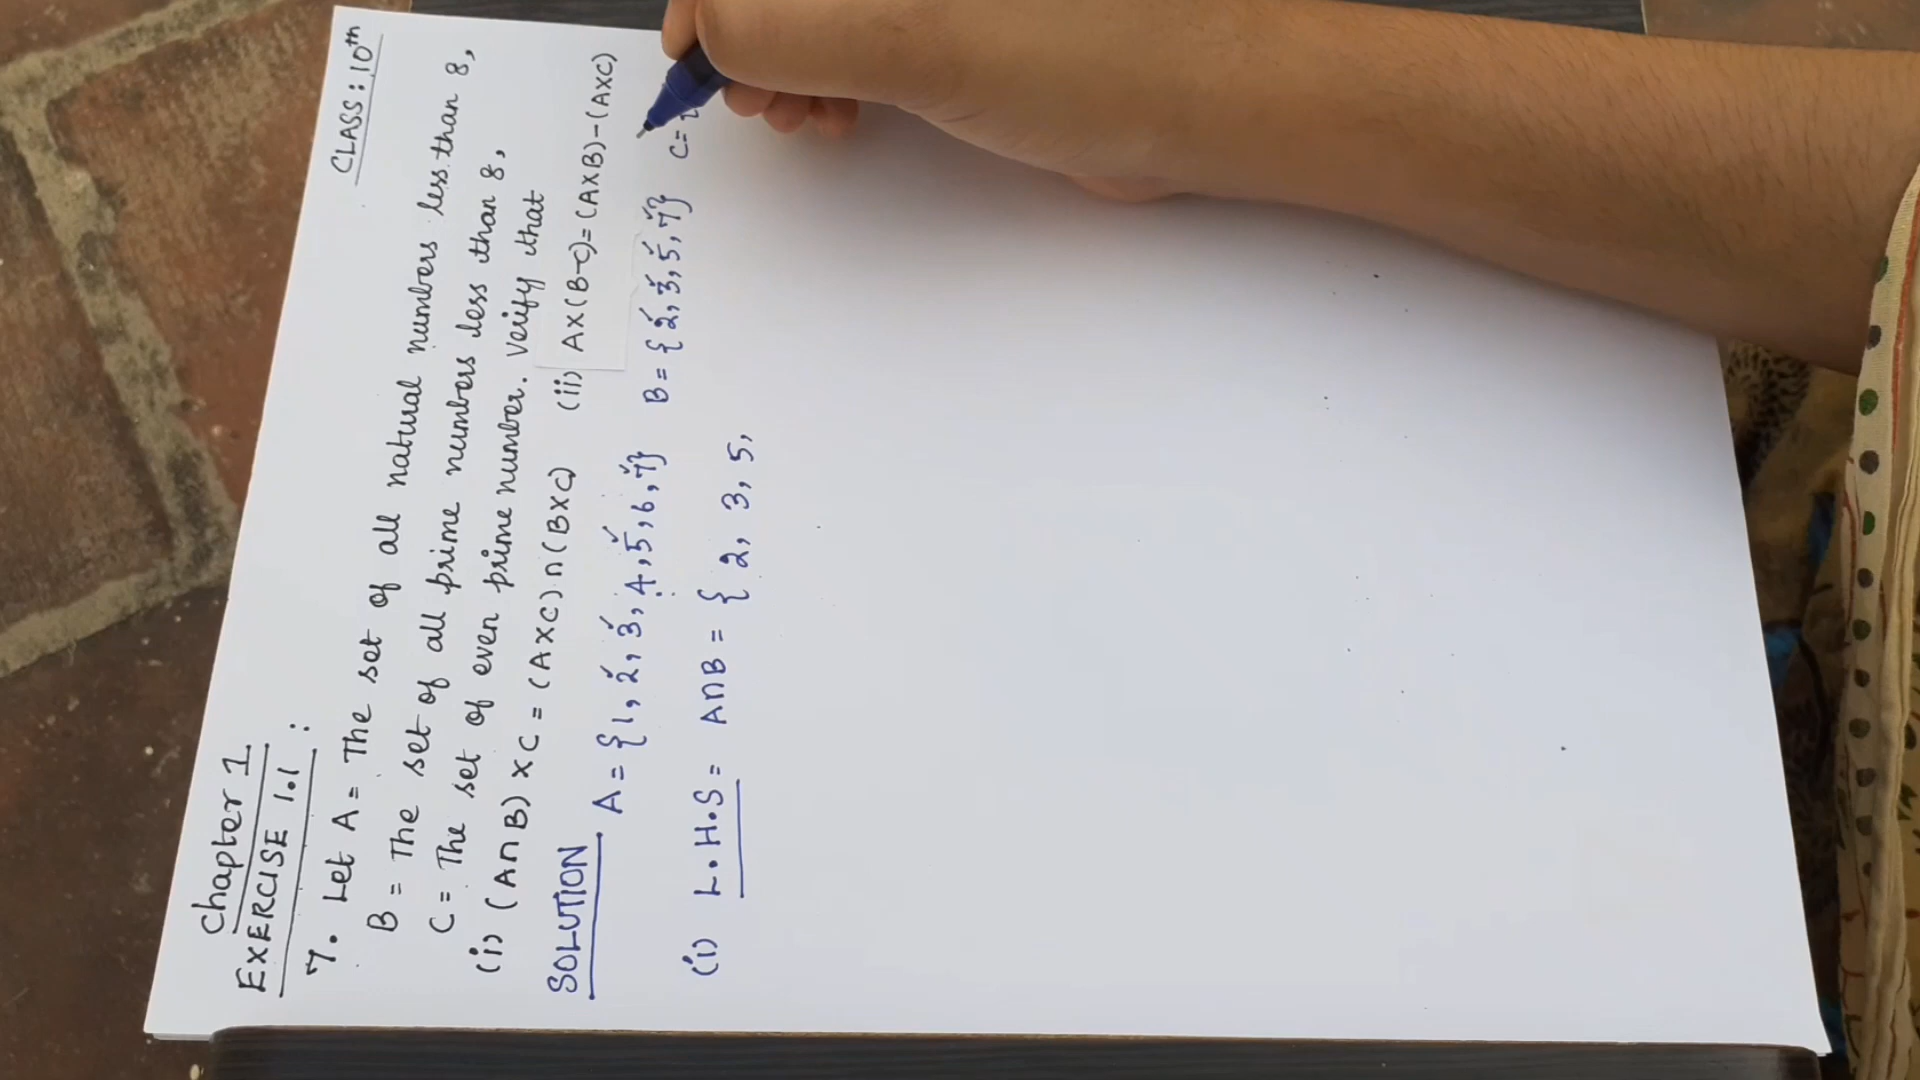 CLASS: 10th
Chapter 1
EXERCISE 1.1 :
7. Let A = The set of all natural numbers less than 8,
B = The set of all prime numbers less than 8,
C = The set of even prime number. Verify that
(i) (A∩B) × C = (A×C) ∩ (B×C) (ii) A×(B-C) = (A×B)-(A×C)
SOLUTION
A = {1, 2, 3, 4, 5, 6, 7} B = {2, 3, 5, 7} C = {
(i) L.H.S = A∩B = { 2, 3, 5,